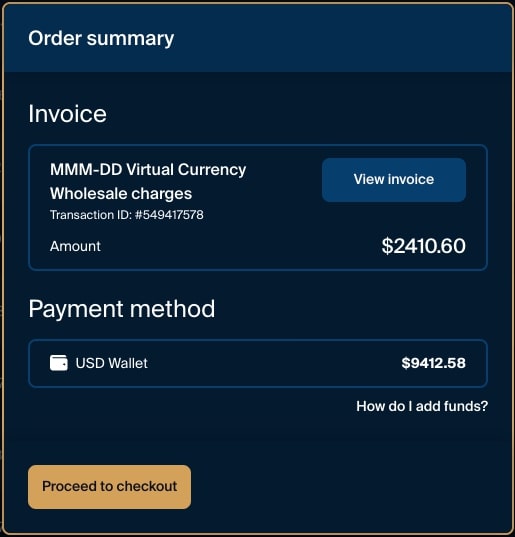 Order summary
Invoice
MMM-DD Virtual Currency
Wholesale charges
Transaction ID: #549417578
View invoice
Amount
$2410.60
Payment method
USD Wallet
$9412.58
How do I add funds?
Proceed to checkout